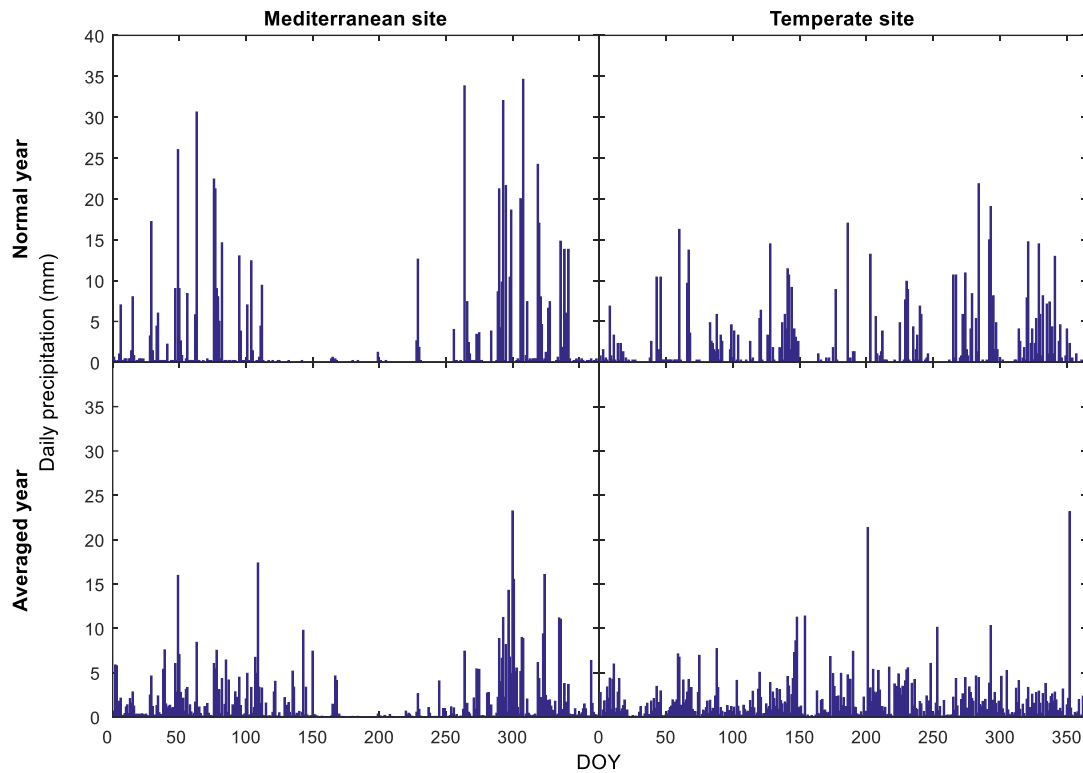 Mediterranean site
Temperate site
Normal year
Averaged year
Daily precipitation (mm)
40
35
30
25
20
15
10
5
0
35
30
25
20
15
10
5
0
0 50 100 150 200 250 300 0 50 100 150 200 250 300 350
DOY